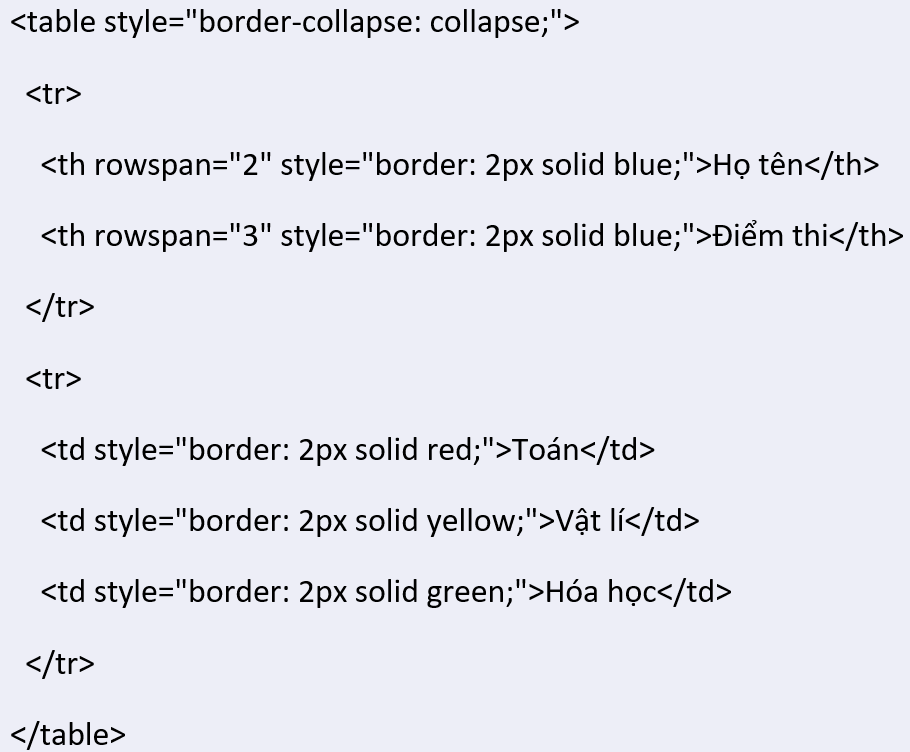 <table style="border-collapse: collapse;">
<tr>
<th rowspan="2" style="border: 2px solid blue;">Họ tên</th>
<th rowspan="3" style="border: 2px solid blue;">Điểm thi</th>
</tr>
<tr>
<td style="border: 2px solid red;">Toán</td>
<td style="border: 2px solid yellow;">Vật lí</td>
<td style="border: 2px solid green;">Hóa học</td>
</tr>
</table>